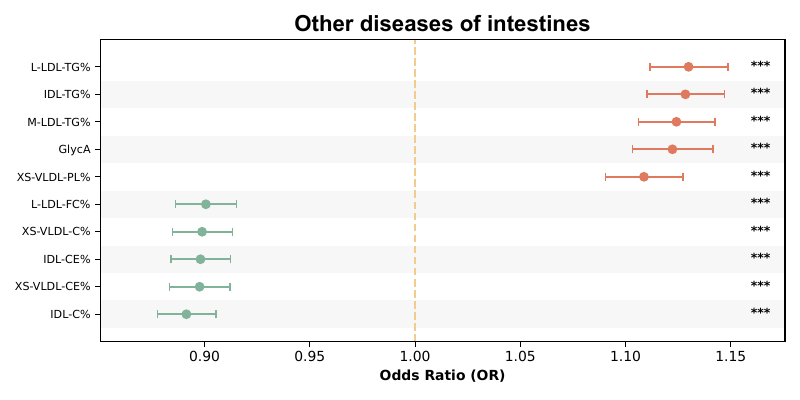 Other diseases of intestines
L-LDL-TG% ***
IDL-TG% ***
M-LDL-TG% ***
GlycA ***
XS-VLDL-PL% ***
L-LDL-FC% ***
XS-VLDL-C% ***
IDL-CE% ***
XS-VLDL-CE% ***
IDL-C% ***
0.90 0.95 1.00 1.05 1.10 1.15
Odds Ratio (OR)